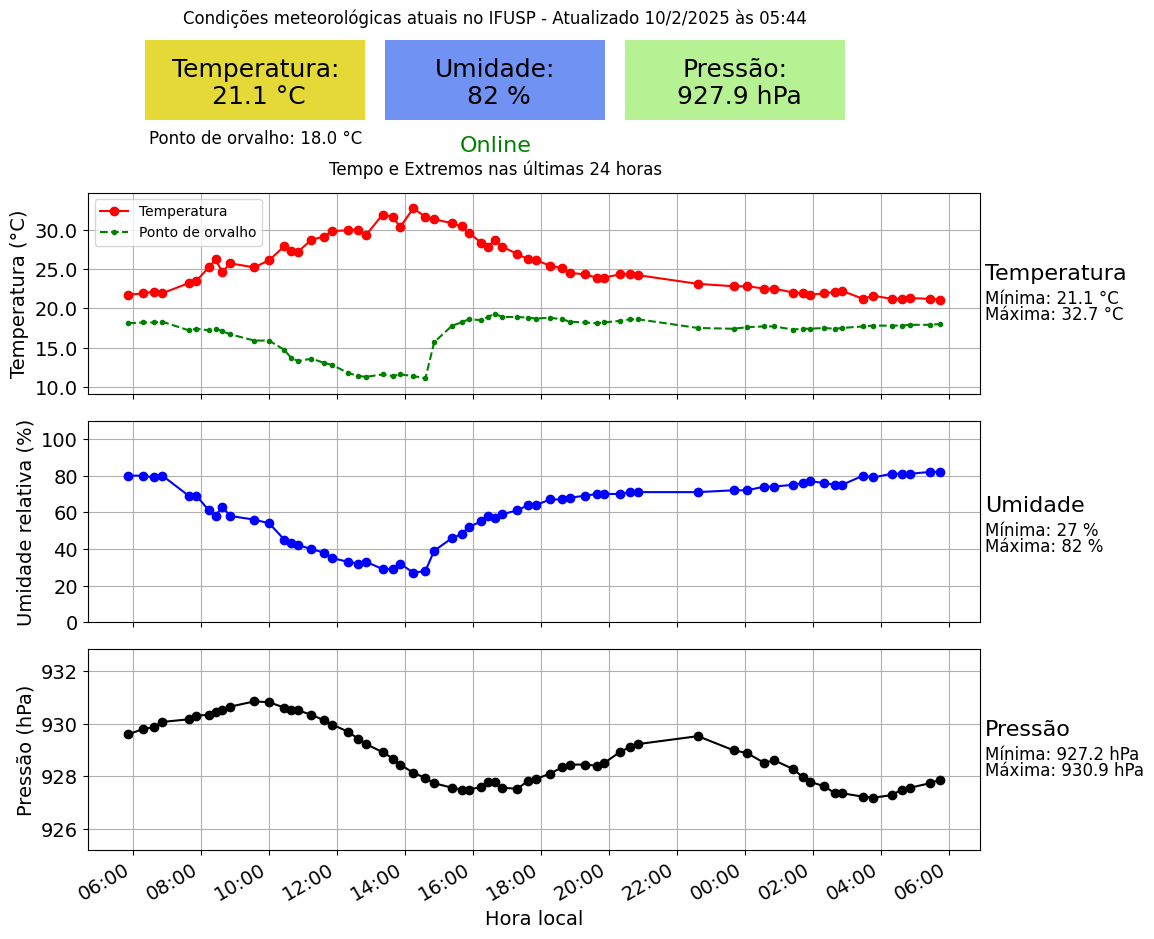 Condições meteorológicas atuais no IFUSP - Atualizado 10/2/2025 às 05:44
Temperatura:
21.1 °C
Umidade:
82 %
Pressão:
927.9 hPa
Ponto de orvalho: 18.0 °C
Online
Tempo e Extremos nas últimas 24 horas
Temperatura (°C)
30.0
25.0
20.0
15.0
10.0
Temperatura
Ponto de orvalho
Temperatura
Mínima: 21.1 °C
Máxima: 32.7 °C
Umidade relativa (%)
100
80
60
40
20
0
Umidade
Mínima: 27 %
Máxima: 82 %
Pressão (hPa)
932
930
928
926
Pressão
Mínima: 927.2 hPa
Máxima: 930.9 hPa
06:00 08:00 10:00 12:00 14:00 16:00 18:00 20:00 22:00 00:00 02:00 04:00 06:00
Hora local